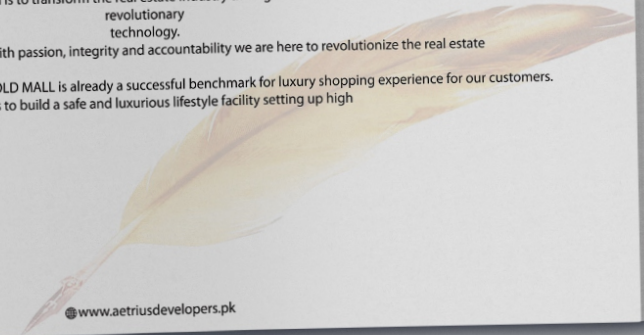 revolutionary
technology.
with passion, integrity and accountability we are here to revolutionize the real estate
OLD MALL is already a successful benchmark for luxury shopping experience for our customers.
to build a safe and luxurious lifestyle facility setting up high
www.aetriusdevelopers.pk